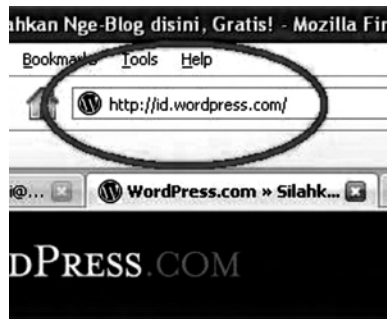 ahkan Nge-Blog disini, Gratis! - Mozilla Fir
Bookmarks Tools Help
http://id.wordpress.com/
i@... WordPress.com » Silahk...
DPRESS.COM